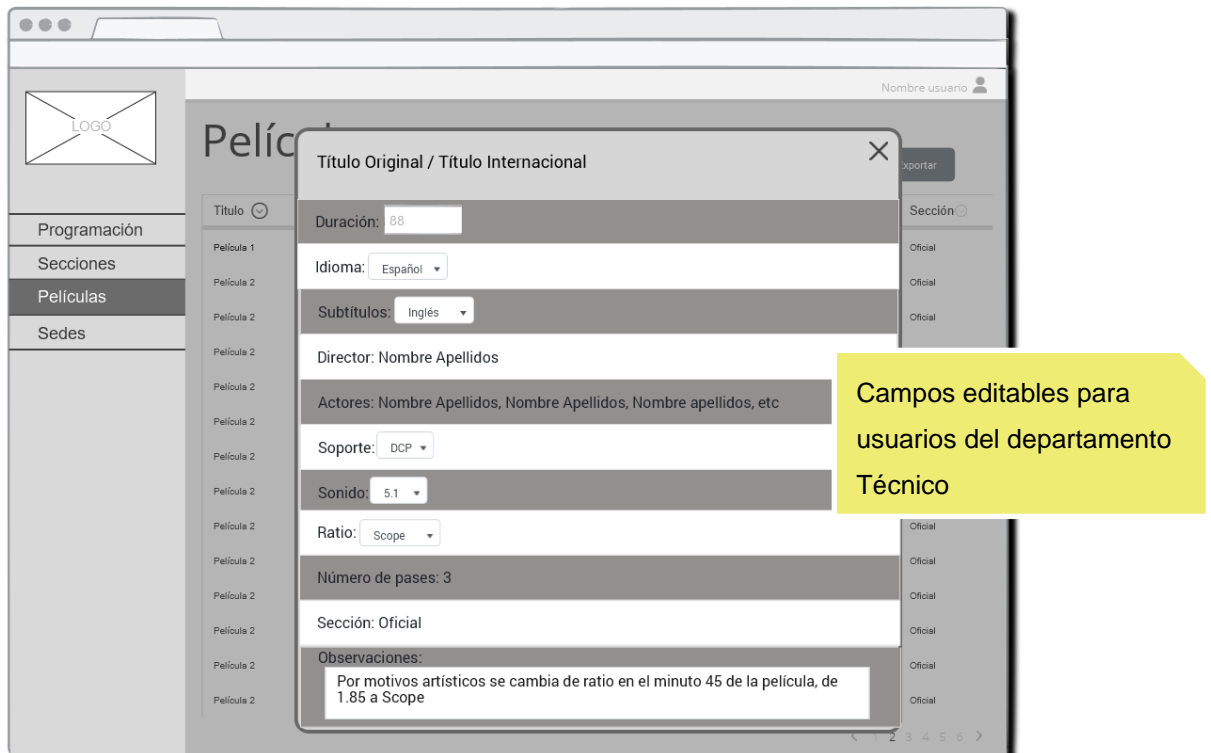 Nombre usuario
LOGO
Pelíc
Exportar
Título Original / Título Internacional
Programación
Secciones
Películas
Sedes
Titulo
Sección
Película 1
Película 2
Película 2
Película 2
Película 2
Película 2
Película 2
Película 2
Película 2
Película 2
Película 2
Película 2
Película 2
Película 2
Duración: 88
Idioma: Español
Subtítulos: Inglés
Director: Nombre Apellidos
Actores: Nombre Apellidos, Nombre Apellidos, Nombre apellidos, etc
Soporte: DCP
Sonido: 5.1
Ratio: Scope
Número de pases: 3
Sección: Oficial
Observaciones:
Por motivos artísticos se cambia de ratio en el minuto 45 de la película, de
1.85 a Scope
Oficial
Oficial
Oficial
Oficial
Oficial
Oficial
Oficial
Oficial
Oficial
Campos editables para
usuarios del departamento
Técnico
1 2 3 4 5 6